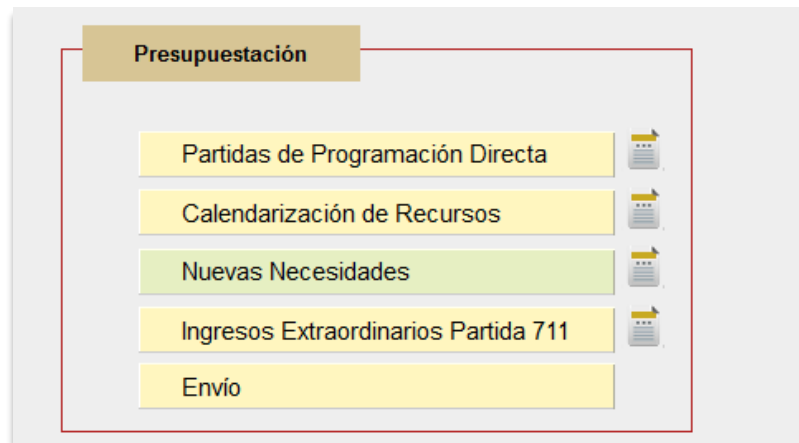 Presupuestación
Partidas de Programación Directa
Calendarización de Recursos
Nuevas Necesidades
Ingresos Extraordinarios Partida 711
Envío